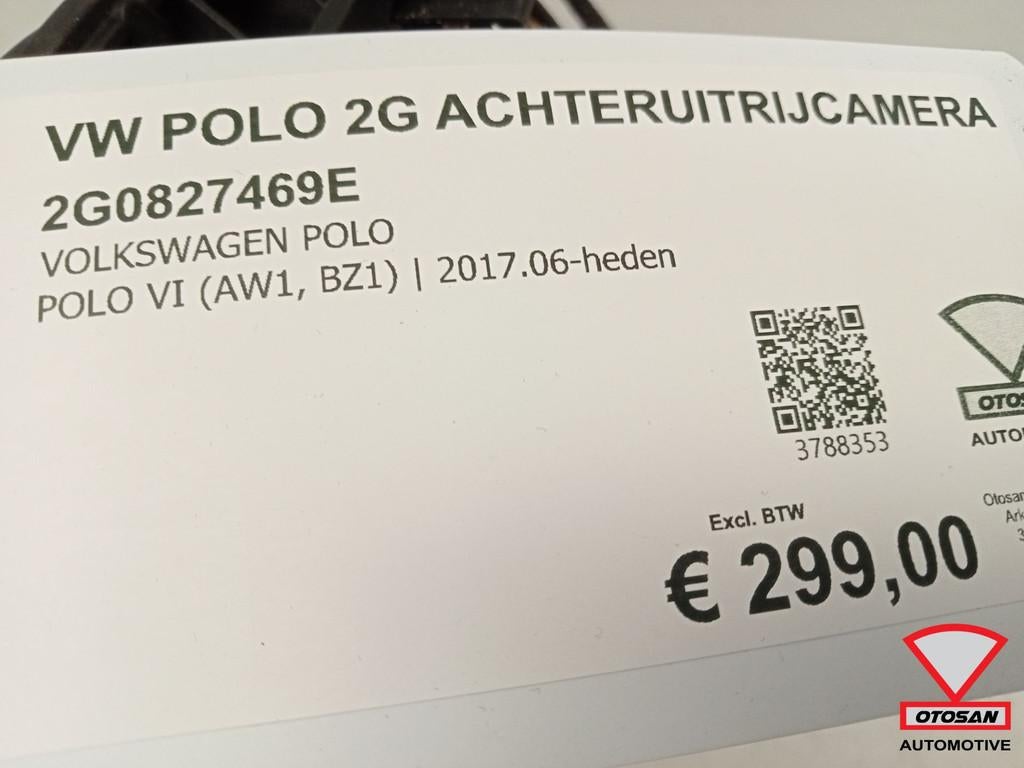 VW POLO 2G ACHTERUITRIJCAMERA
2G0827469E
VOLKSWAGEN POLO
POLO VI (AW1, BZ1) | 2017.06-heden
3788353
Excl. BTW
€ 299,00
OTOSAN
AUTOMOTIVE